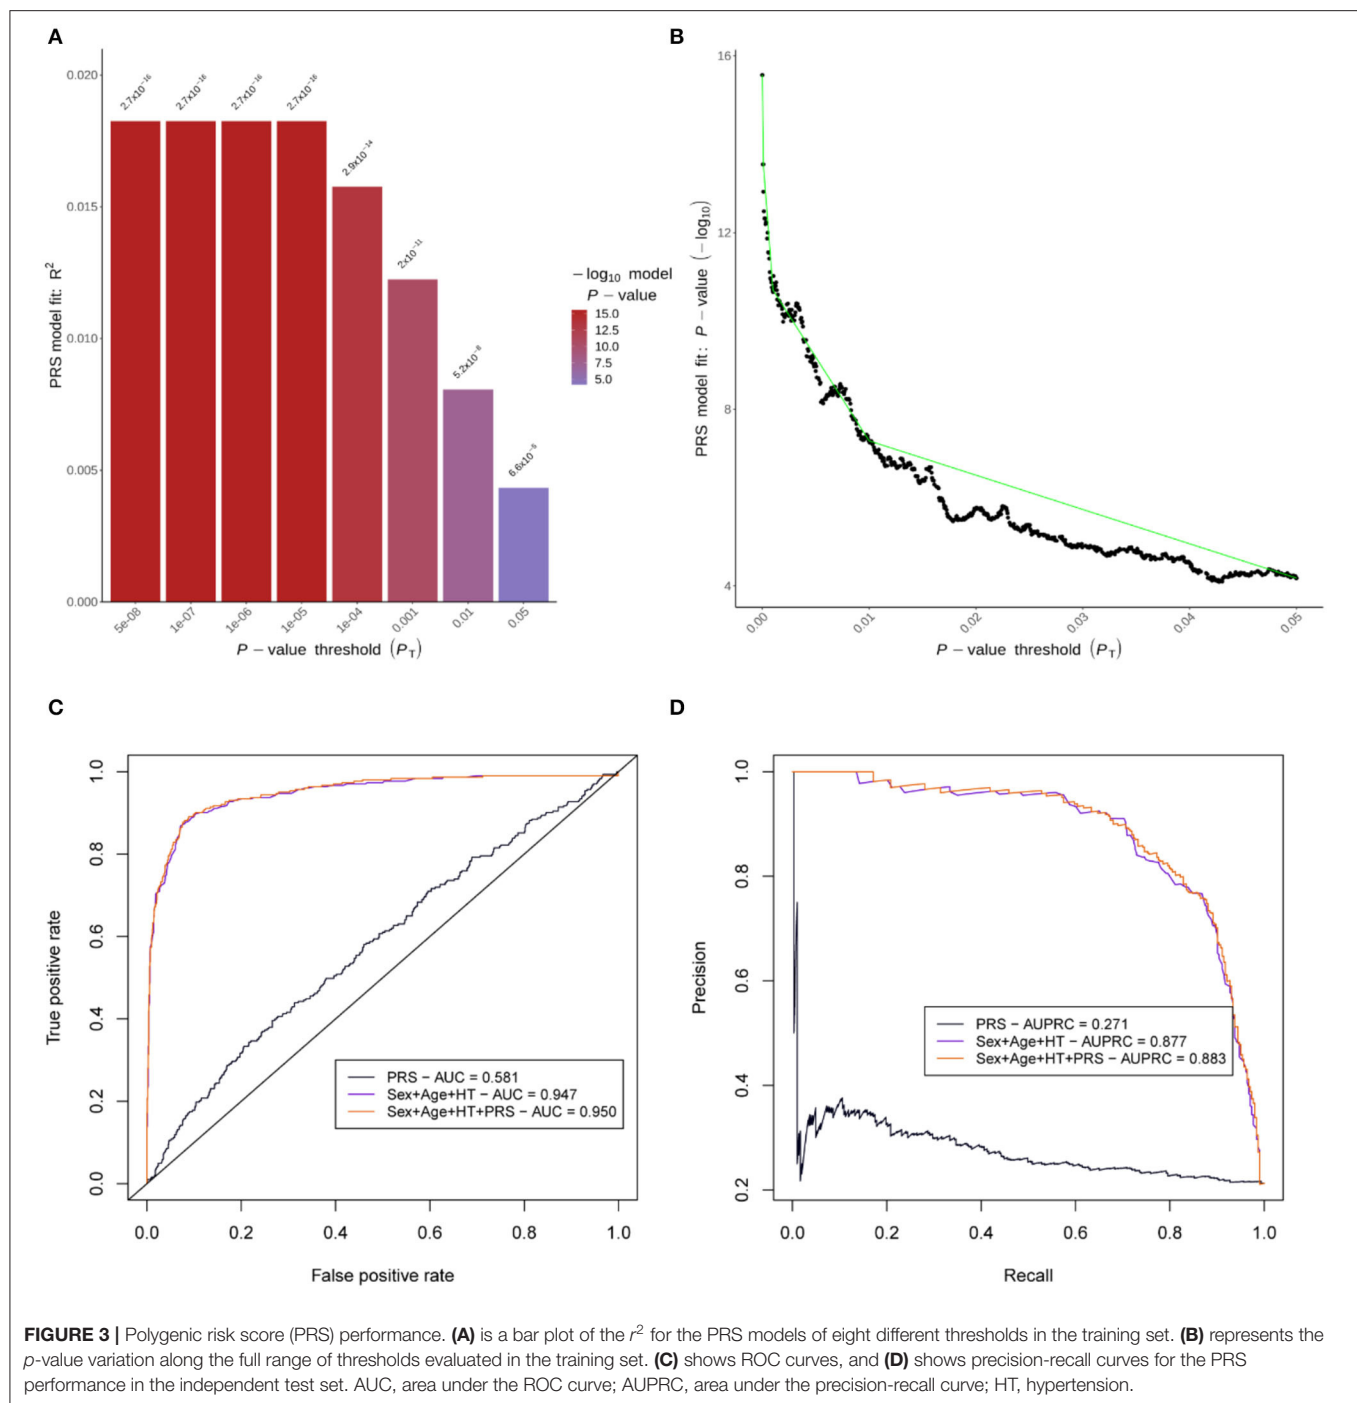 A
0.020
0.015
0.010
0.005
0.000
PRS model fit: R²
2.7x10⁻¹⁶
2.7x10⁻¹⁶
2.7x10⁻¹⁶
2.7x10⁻¹⁶
2.9x10⁻¹⁴
2x10⁻¹¹
5.2x10⁻⁸
6.6x10⁻⁵
5e-08
1e-07
1e-06
1e-05
1e-04
0.001
0.01
0.05
P – value threshold (P_T)
– log₁₀ model
P – value
15.0
12.5
10.0
7.5
5.0
B
16
12
8
4
PRS model fit: P – value (– log₁₀)
0.00
0.01
0.02
0.03
0.04
0.05
P – value threshold (P_T)
C
1.0
0.8
0.6
0.4
0.2
0.0
True positive rate
PRS – AUC = 0.581
Sex+Age+HT – AUC = 0.947
Sex+Age+HT+PRS – AUC = 0.950
0.0 0.2 0.4 0.6 0.8 1.0
False positive rate
D
1.0
0.8
0.6
0.4
0.2
Precision
PRS – AUPRC = 0.271
Sex+Age+HT – AUPRC = 0.877
Sex+Age+HT+PRS – AUPRC = 0.883
0.0 0.2 0.4 0.6 0.8 1.0
Recall
FIGURE 3 | Polygenic risk score (PRS) performance. (A) is a bar plot of the r² for the PRS models of eight different thresholds in the training set. (B) represents the
p-value variation along the full range of thresholds evaluated in the training set. (C) shows ROC curves, and (D) shows precision-recall curves for the PRS
performance in the independent test set. AUC, area under the ROC curve; AUPRC, area under the precision-recall curve; HT, hypertension.